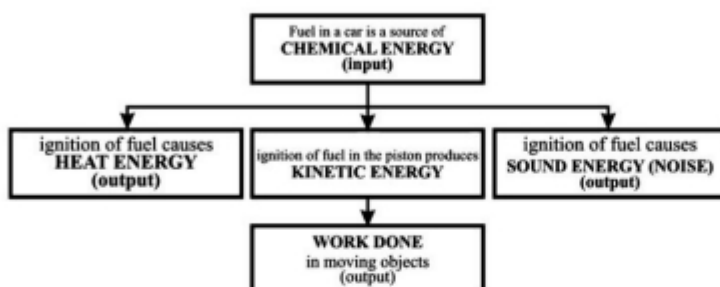 Fuel in a car is a source of
CHEMICAL ENERGY
(input)
ignition of fuel causes
HEAT ENERGY
(output)
ignition of fuel in the piston produces
KINETIC ENERGY
ignition of fuel causes
SOUND ENERGY (NOISE)
(output)
WORK DONE
in moving objects
(output)